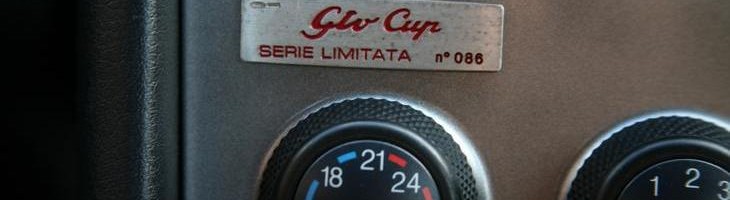 Gtv Cup
SERIE LIMITATA n° 086
18 21 24
1 2 3